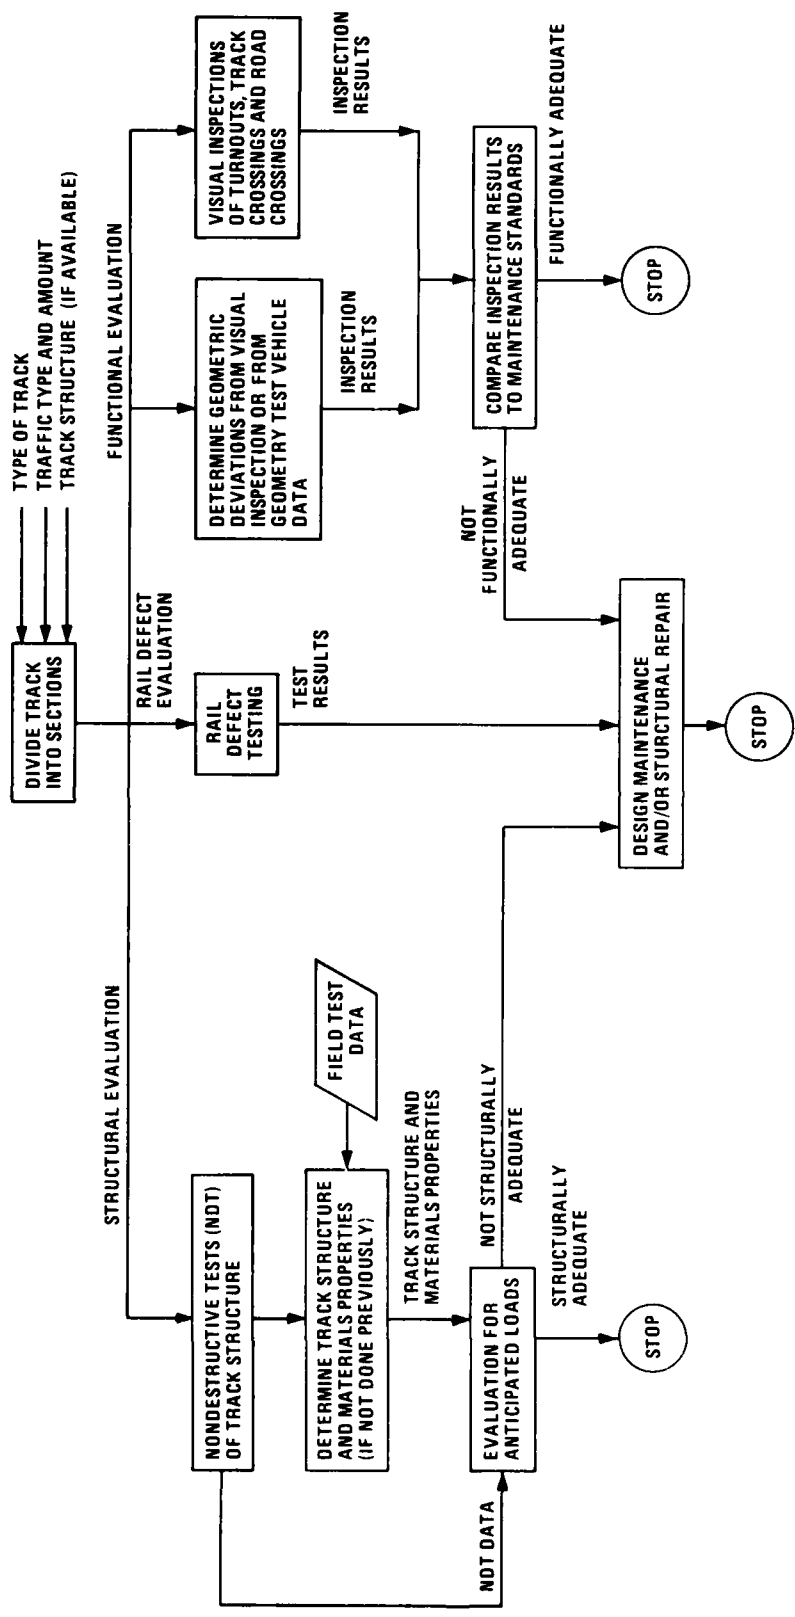 TYPE OF TRACK
TRAFFIC TYPE AND AMOUNT
TRACK STRUCTURE (IF AVAILABLE)
DIVIDE TRACK
INTO SECTIONS
STRUCTURAL EVALUATION
RAIL DEFECT
EVALUATION
FUNCTIONAL EVALUATION
NONDESTRUCTIVE TESTS (NDT)
OF TRACK STRUCTURE
RAIL
DEFECT
TESTING
DETERMINE GEOMETRIC
DEVIATIONS FROM VISUAL
INSPECTION OR FROM
GEOMETRY TEST VEHICLE
DATA
VISUAL INSPECTIONS
OF TURNOUTS, TRACK
CROSSINGS AND ROAD
CROSSINGS
FIELD TEST
DATA
DETERMINE TRACK STRUCTURE
AND MATERIALS PROPERTIES
(IF NOT DONE PREVIOUSLY)
TEST
RESULTS
INSPECTION
RESULTS
INSPECTION
RESULTS
TRACK STRUCTURE AND
MATERIALS PROPERTIES
NDT DATA
EVALUATION FOR
ANTICIPATED LOADS
NOT STRUCTURALLY
ADEQUATE
STRUCTURALLY
ADEQUATE
STOP
NOT
FUNCTIONALLY
ADEQUATE
COMPARE INSPECTION RESULTS
TO MAINTENANCE STANDARDS
FUNCTIONALLY ADEQUATE
STOP
DESIGN MAINTENANCE
AND/OR STURCTURAL REPAIR
STOP